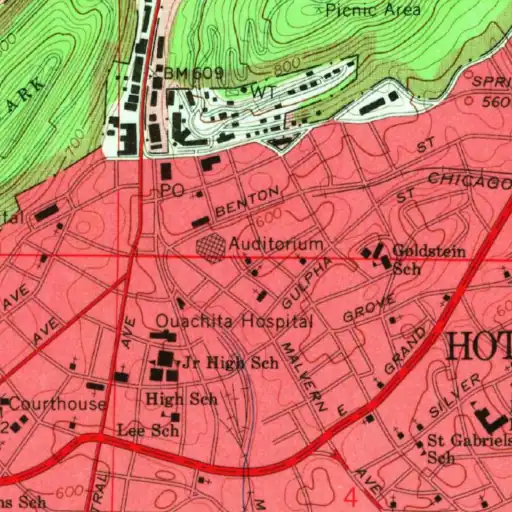 Picnic Area
BM 609
800
WT
ARK
SPRI
560
700
ST
CHICAGO
PO
BENTON
ST
600
tal
Auditorium
Goldstein
Sch
GULPHA
AVE
AVE
AVE
Ouachita Hospital
GROVE
GRAND
HOT
MALVERN
Jr High Sch
High Sch
E
SILVER
Courthouse
Lee Sch
St Gabriels
Sch
2
AVE
600
ns Sch
TRAL
M
4